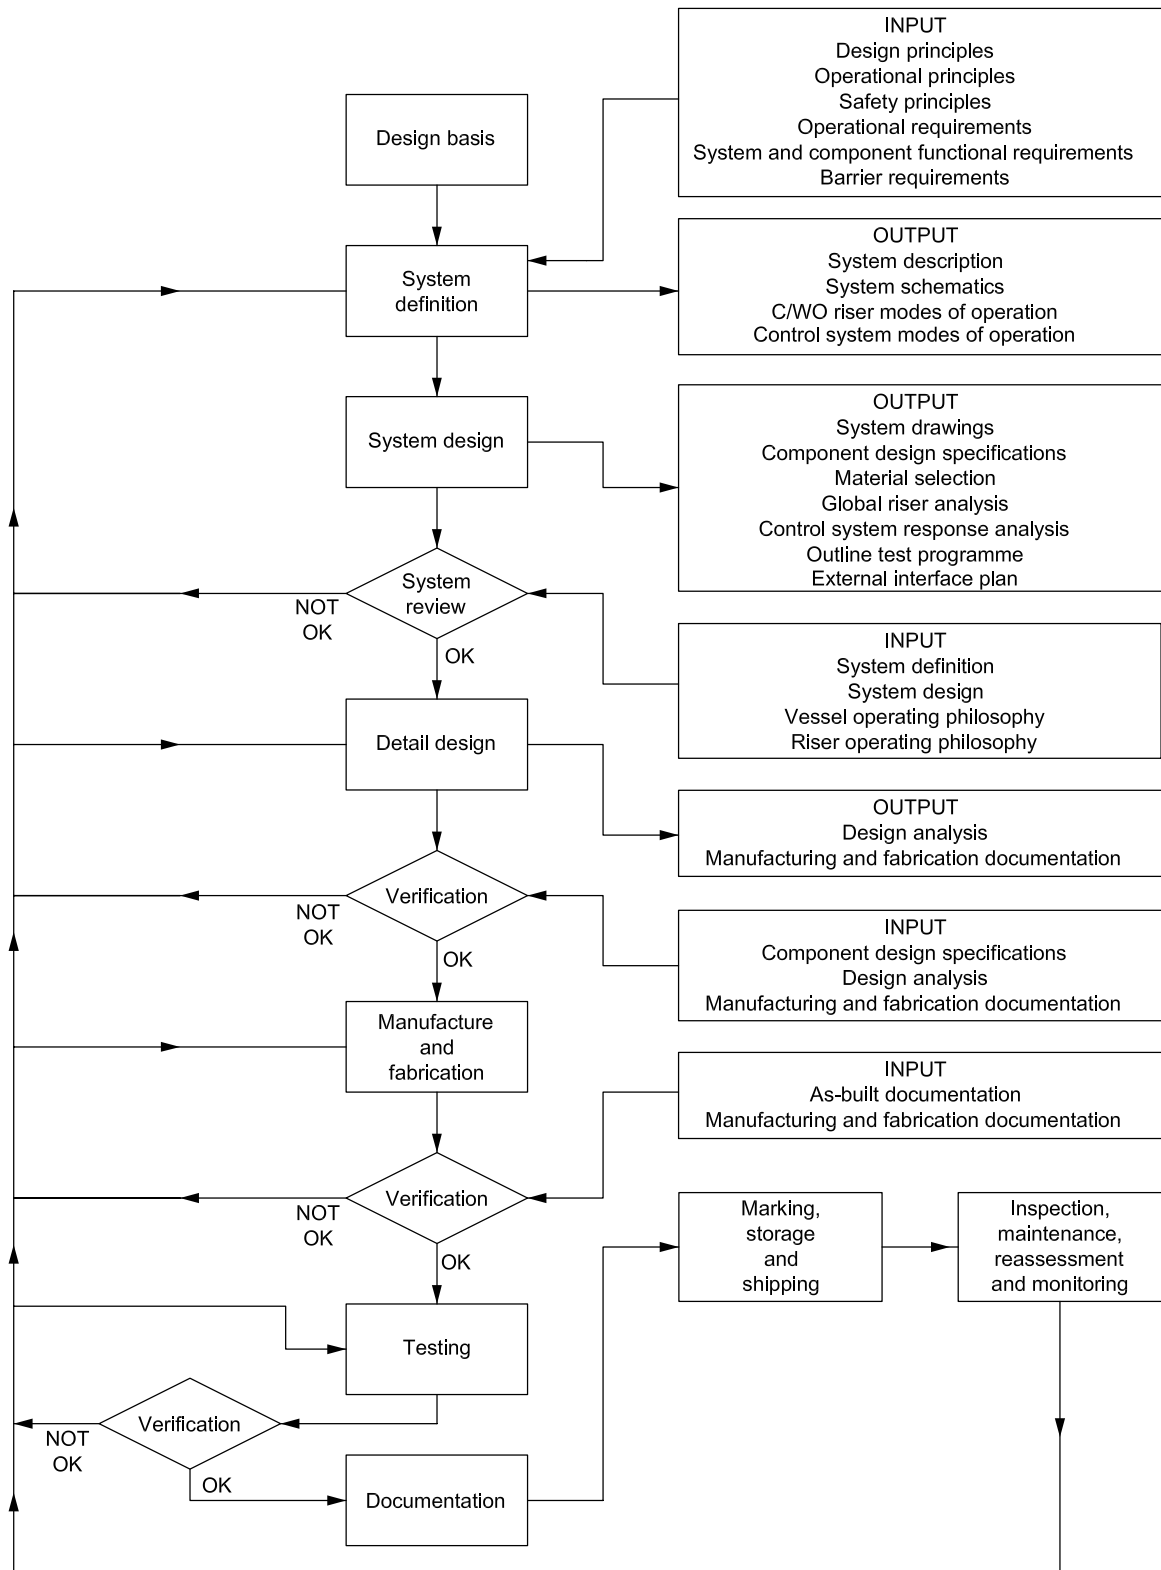 INPUT
Design principles
Operational principles
Safety principles
Operational requirements
System and component functional requirements
Barrier requirements
Design basis
OUTPUT
System description
System schematics
C/WO riser modes of operation
Control system modes of operation
System
definition
OUTPUT
System drawings
Component design specifications
Material selection
Global riser analysis
Control system response analysis
Outline test programme
External interface plan
System design
System
review
NOT
OK
OK
INPUT
System definition
System design
Vessel operating philosophy
Riser operating philosophy
Detail design
OUTPUT
Design analysis
Manufacturing and fabrication documentation
Verification
NOT
OK
OK
INPUT
Component design specifications
Design analysis
Manufacturing and fabrication documentation
Manufacture
and
fabrication
INPUT
As-built documentation
Manufacturing and fabrication documentation
Verification
NOT
OK
OK
Marking,
storage
and
shipping
Inspection,
maintenance,
reassessment
and monitoring
Testing
Verification
NOT
OK
OK
Documentation